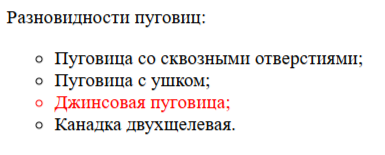 Разновидности пуговиц:
Пуговица со сквозными отверстиями;
Пуговица с ушком;
Джинсовая пуговица;
Канадка двухщелевая.